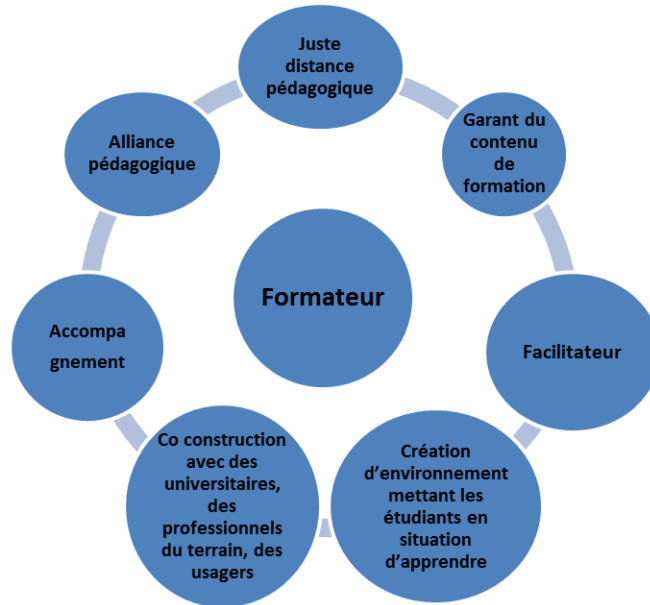 Juste
distance
pédagogique
Garant du
contenu
de
formation
Facilitateur
Création
d’environnement
mettant les
étudiants en
situation
d’apprendre
Co construction
avec des
universitaires,
des
professionnels
du terrain, des
usagers
Accompa
gnement
Alliance
pédagogique
Formateur